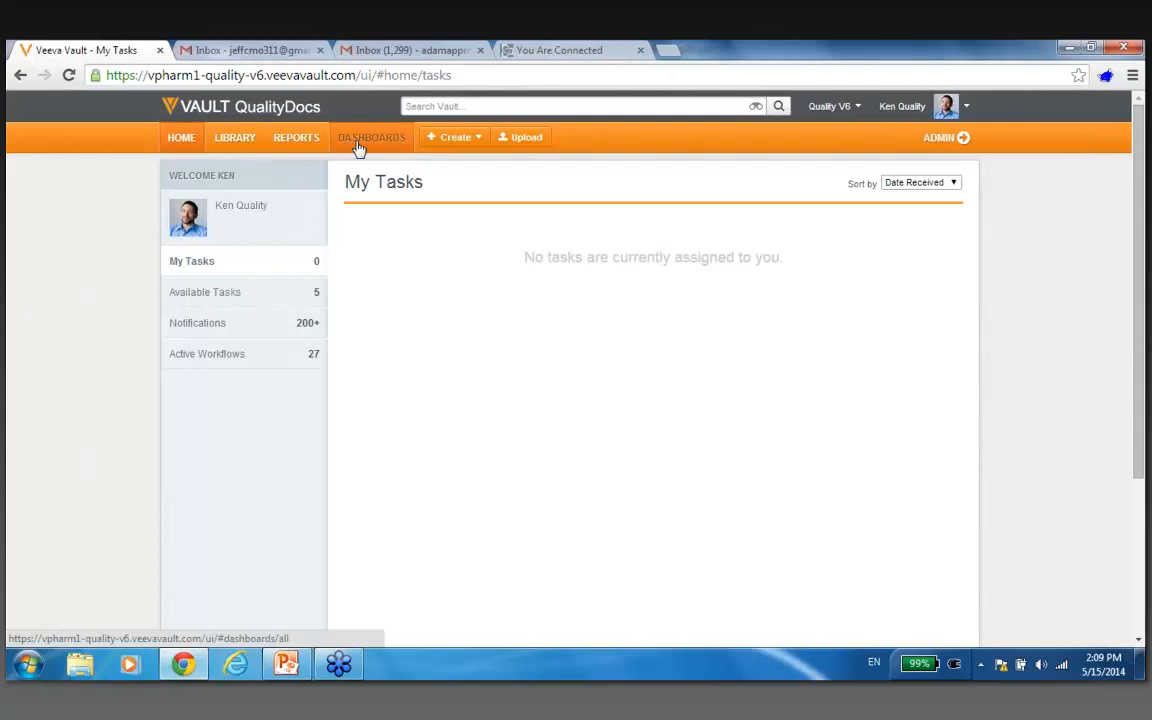 Veeva Vault - My Tasks
Inbox - jeffcmo311@gmai
Inbox (1,299) - adamappr
You Are Connected
https://vpharm1-quality-v6.veevavault.com/ui/#home/tasks
VAULT QualityDocs
Search Vault...
Quality V6
Ken Quality
HOME
LIBRARY
REPORTS
DASHBOARDS
Create
Upload
ADMIN
WELCOME KEN
Ken Quality
My Tasks 0
Available Tasks 5
Notifications 200+
Active Workflows 27
My Tasks
Sort by Date Received
No tasks are currently assigned to you.
https://vpharm1-quality-v6.veevavault.com/ui/#dashboards/all
EN
99%
2:09 PM
5/15/2014